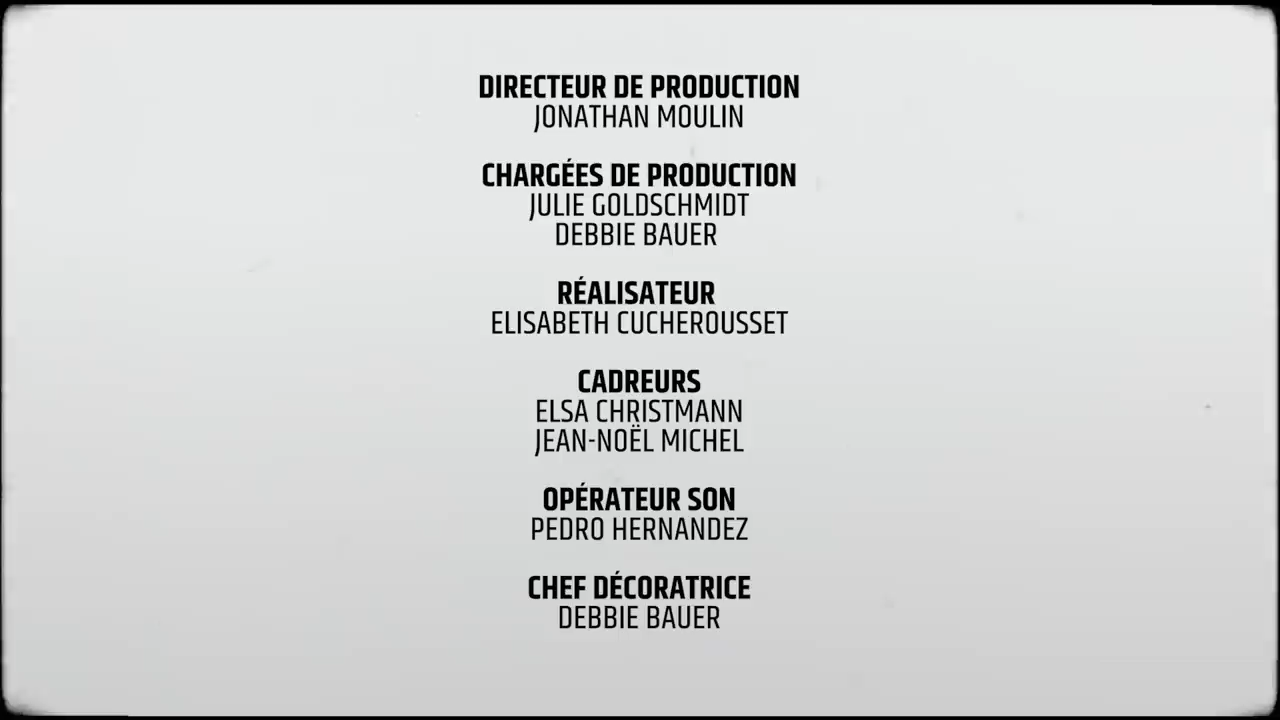 DIRECTEUR DE PRODUCTION
JONATHAN MOULIN
CHARGÉES DE PRODUCTION
JULIE GOLDSCHMIDT
DEBBIE BAUER
RÉALISATEUR
ELISABETH CUCHEROUSSET
CADREURS
ELSA CHRISTMANN
JEAN-NOËL MICHEL
OPÉRATEUR SON
PEDRO HERNANDEZ
CHEF DÉCORATRICE
DEBBIE BAUER